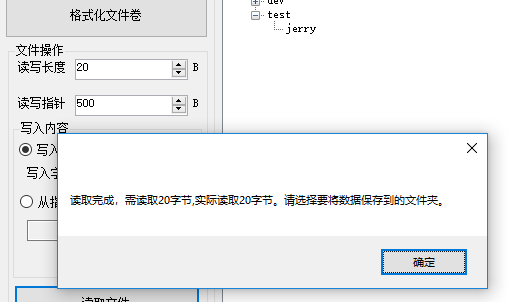 格式化文件卷
dev
test
jerry
文件操作
读写长度 20 B
读写指针 500 B
写入内容
写入
写入字
从指
读取完成，需读取20字节,实际读取20字节。请选择要将数据保存到的文件夹。
确定
读取文件